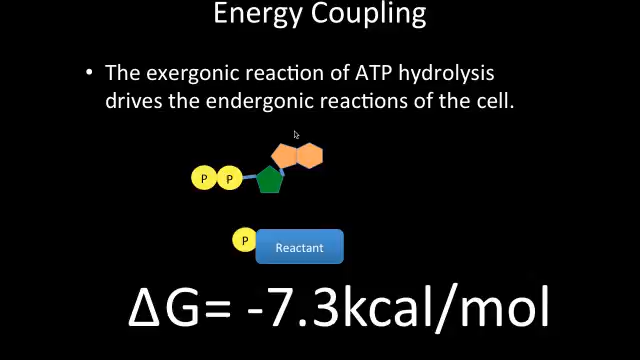 Energy Coupling
• The exergonic reaction of ATP hydrolysis
drives the endergonic reactions of the cell.
P P
P Reactant
ΔG= -7.3kcal/mol